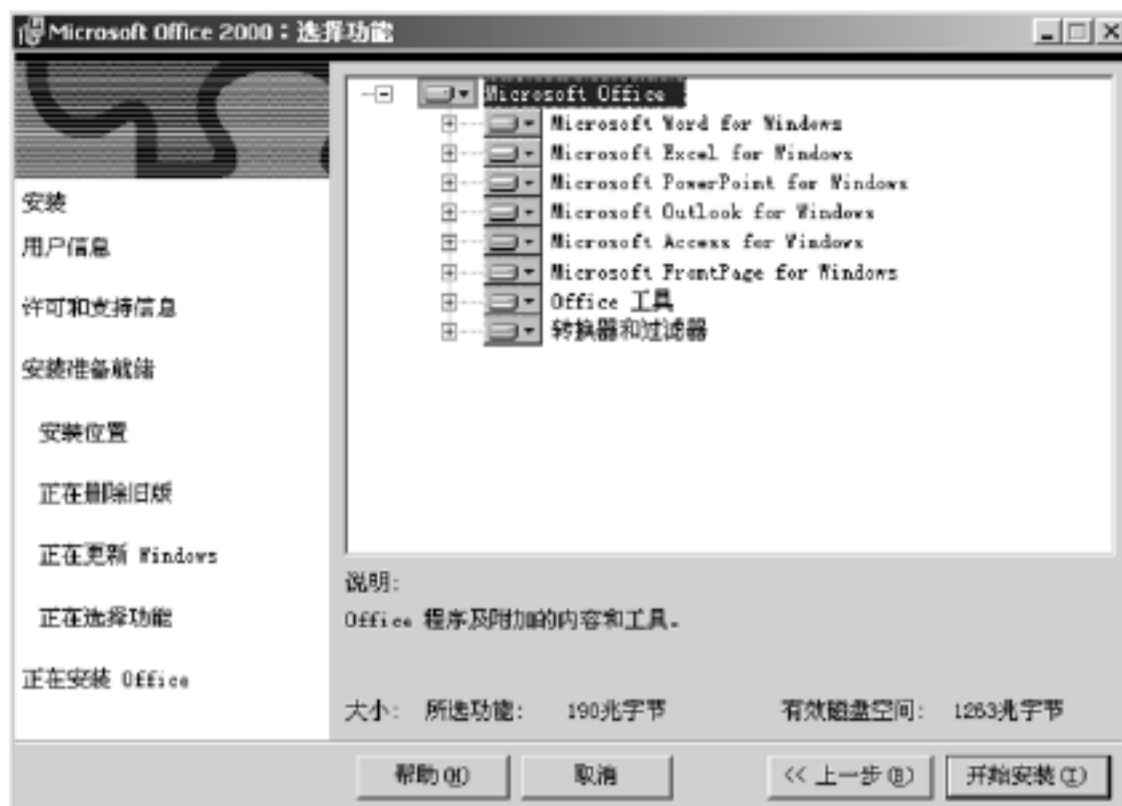 Microsoft Office 2000：选择功能
安装
用户信息
许可和支持信息
安装准备就绪
安装位置
正在删除旧版
正在更新 Windows
正在选择功能
正在安装 Office
Microsoft Office
Microsoft Word for Windows
Microsoft Excel for Windows
Microsoft PowerPoint for Windows
Microsoft Outlook for Windows
Microsoft Access for Windows
Microsoft FrontPage for Windows
Office 工具
转换器和过滤器
说明：
Office 程序及附加的内容和工具。
大小： 所选功能： 190兆字节 有效磁盘空间： 1263兆字节
帮助(H) 取消 << 上一步(B) 开始安装(I)